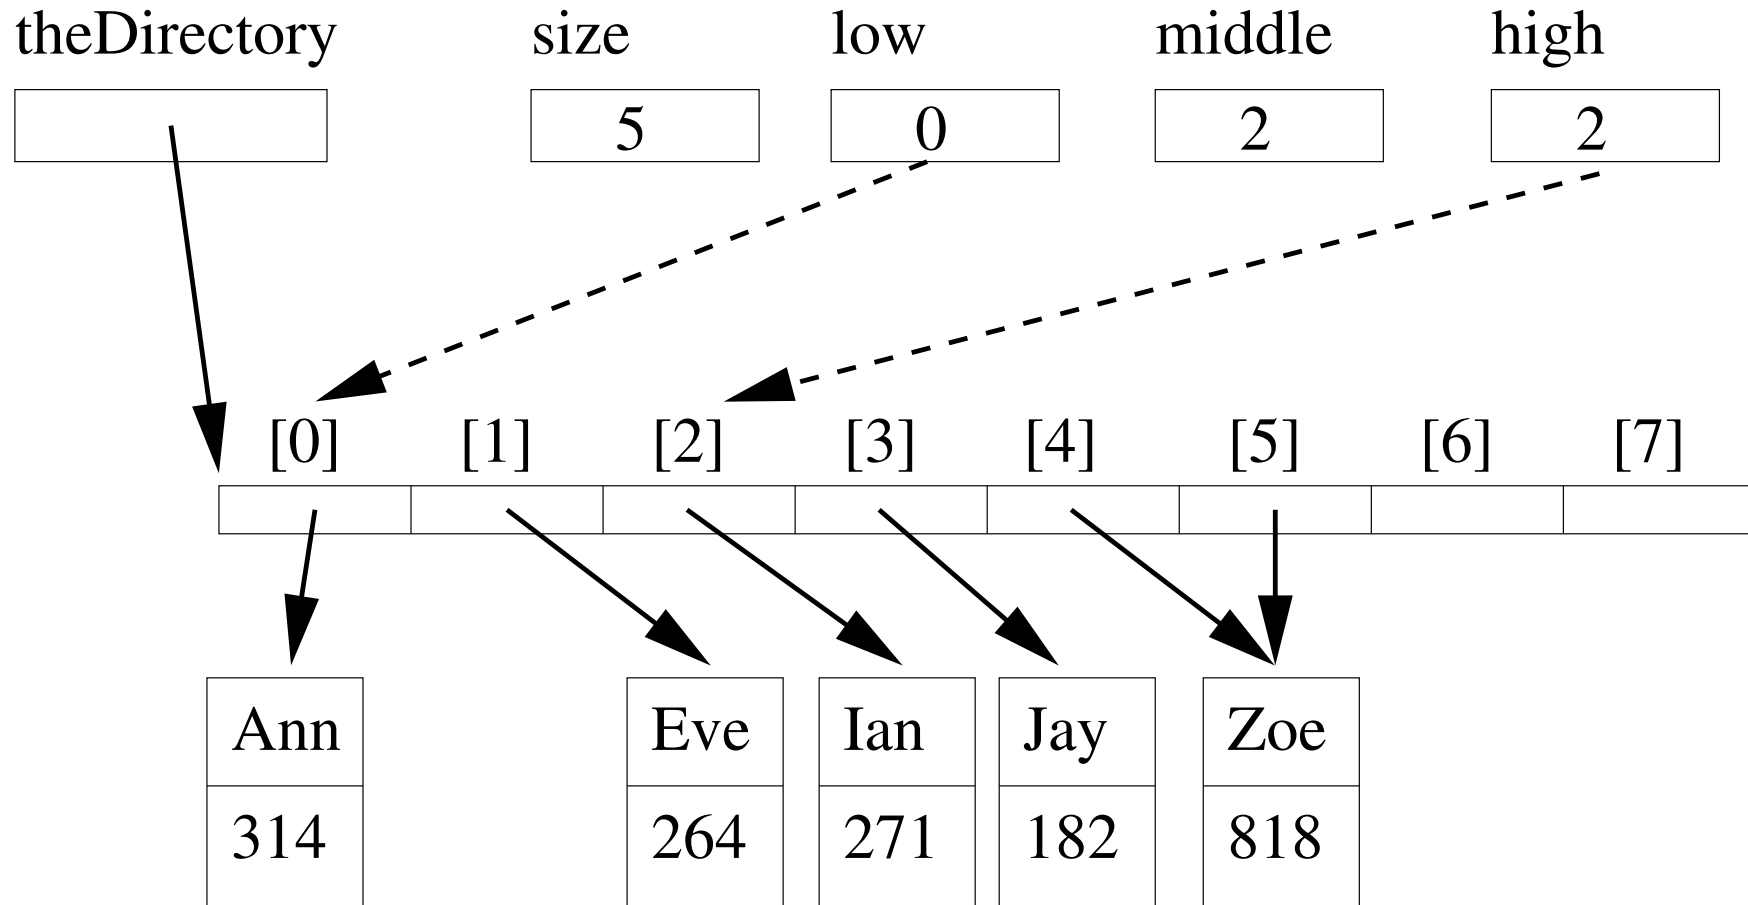 theDirectory size low middle high
5 0 2 2
[0] [1] [2] [3] [4] [5] [6] [7]
Ann Eve Ian Jay Zoe
314 264 271 182 818